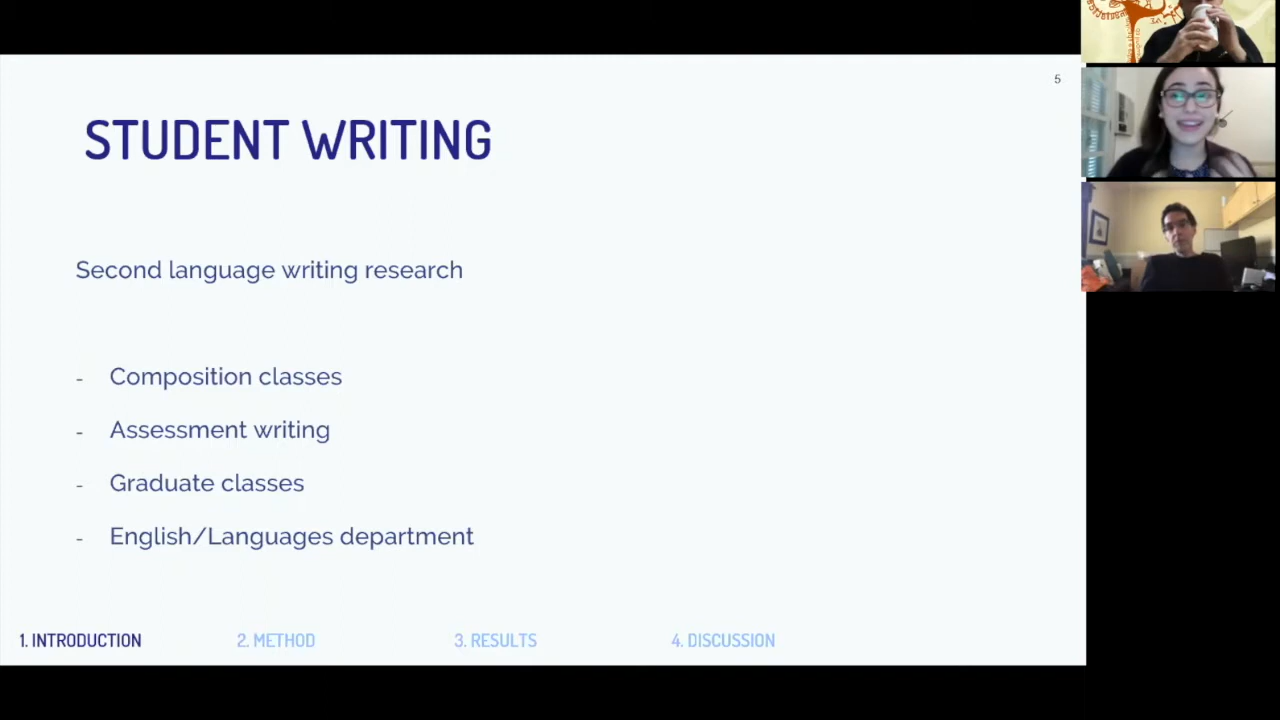 5
STUDENT WRITING
Second language writing research
- Composition classes
- Assessment writing
- Graduate classes
- English/Languages department
1. INTRODUCTION
2. METHOD
3. RESULTS
4. DISCUSSION